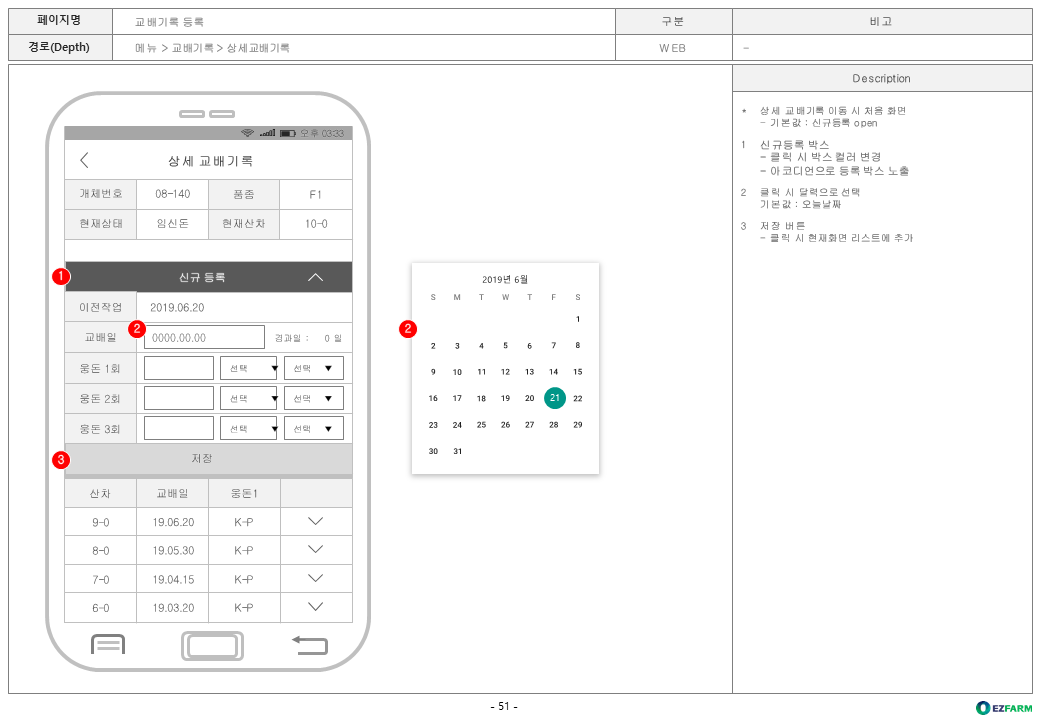 페이지명 교배기록 등록 구분 비고
경로(Depth) 메뉴 > 교배기록 > 상세교배기록 WEB -
Description
오후 03:33
상세 교배기록
개체번호 08-140 품종 F1
현재상태 임신돈 현재산차 10-0
1 신규 등록
이전작업 2019.06.20
교배일 2 0000.00.00 경과일 : 0 일
웅돈 1회 선택 ▼ 선택 ▼
웅돈 2회 선택 ▼ 선택 ▼
웅돈 3회 선택 ▼ 선택 ▼
3 저장
산차 교배일 웅돈1
9-0 19.06.20 K-P
8-0 19.05.30 K-P
7-0 19.04.15 K-P
6-0 19.03.20 K-P
2
2019년 6월
S M T W T F S
1
2 3 4 5 6 7 8
9 10 11 12 13 14 15
16 17 18 19 20 21 22
23 24 25 26 27 28 29
30 31
* 상세 교배기록 이동 시 처음 화면
- 기본값 : 신규등록 open
1 신규등록 박스
- 클릭 시 박스 컬러 변경
- 아코디언으로 등록 박스 노출
2 클릭 시 달력으로 선택
기본값 : 오늘날짜
3 저장 버튼
- 클릭 시 현재화면 리스트에 추가
- 51 -
EZFARM